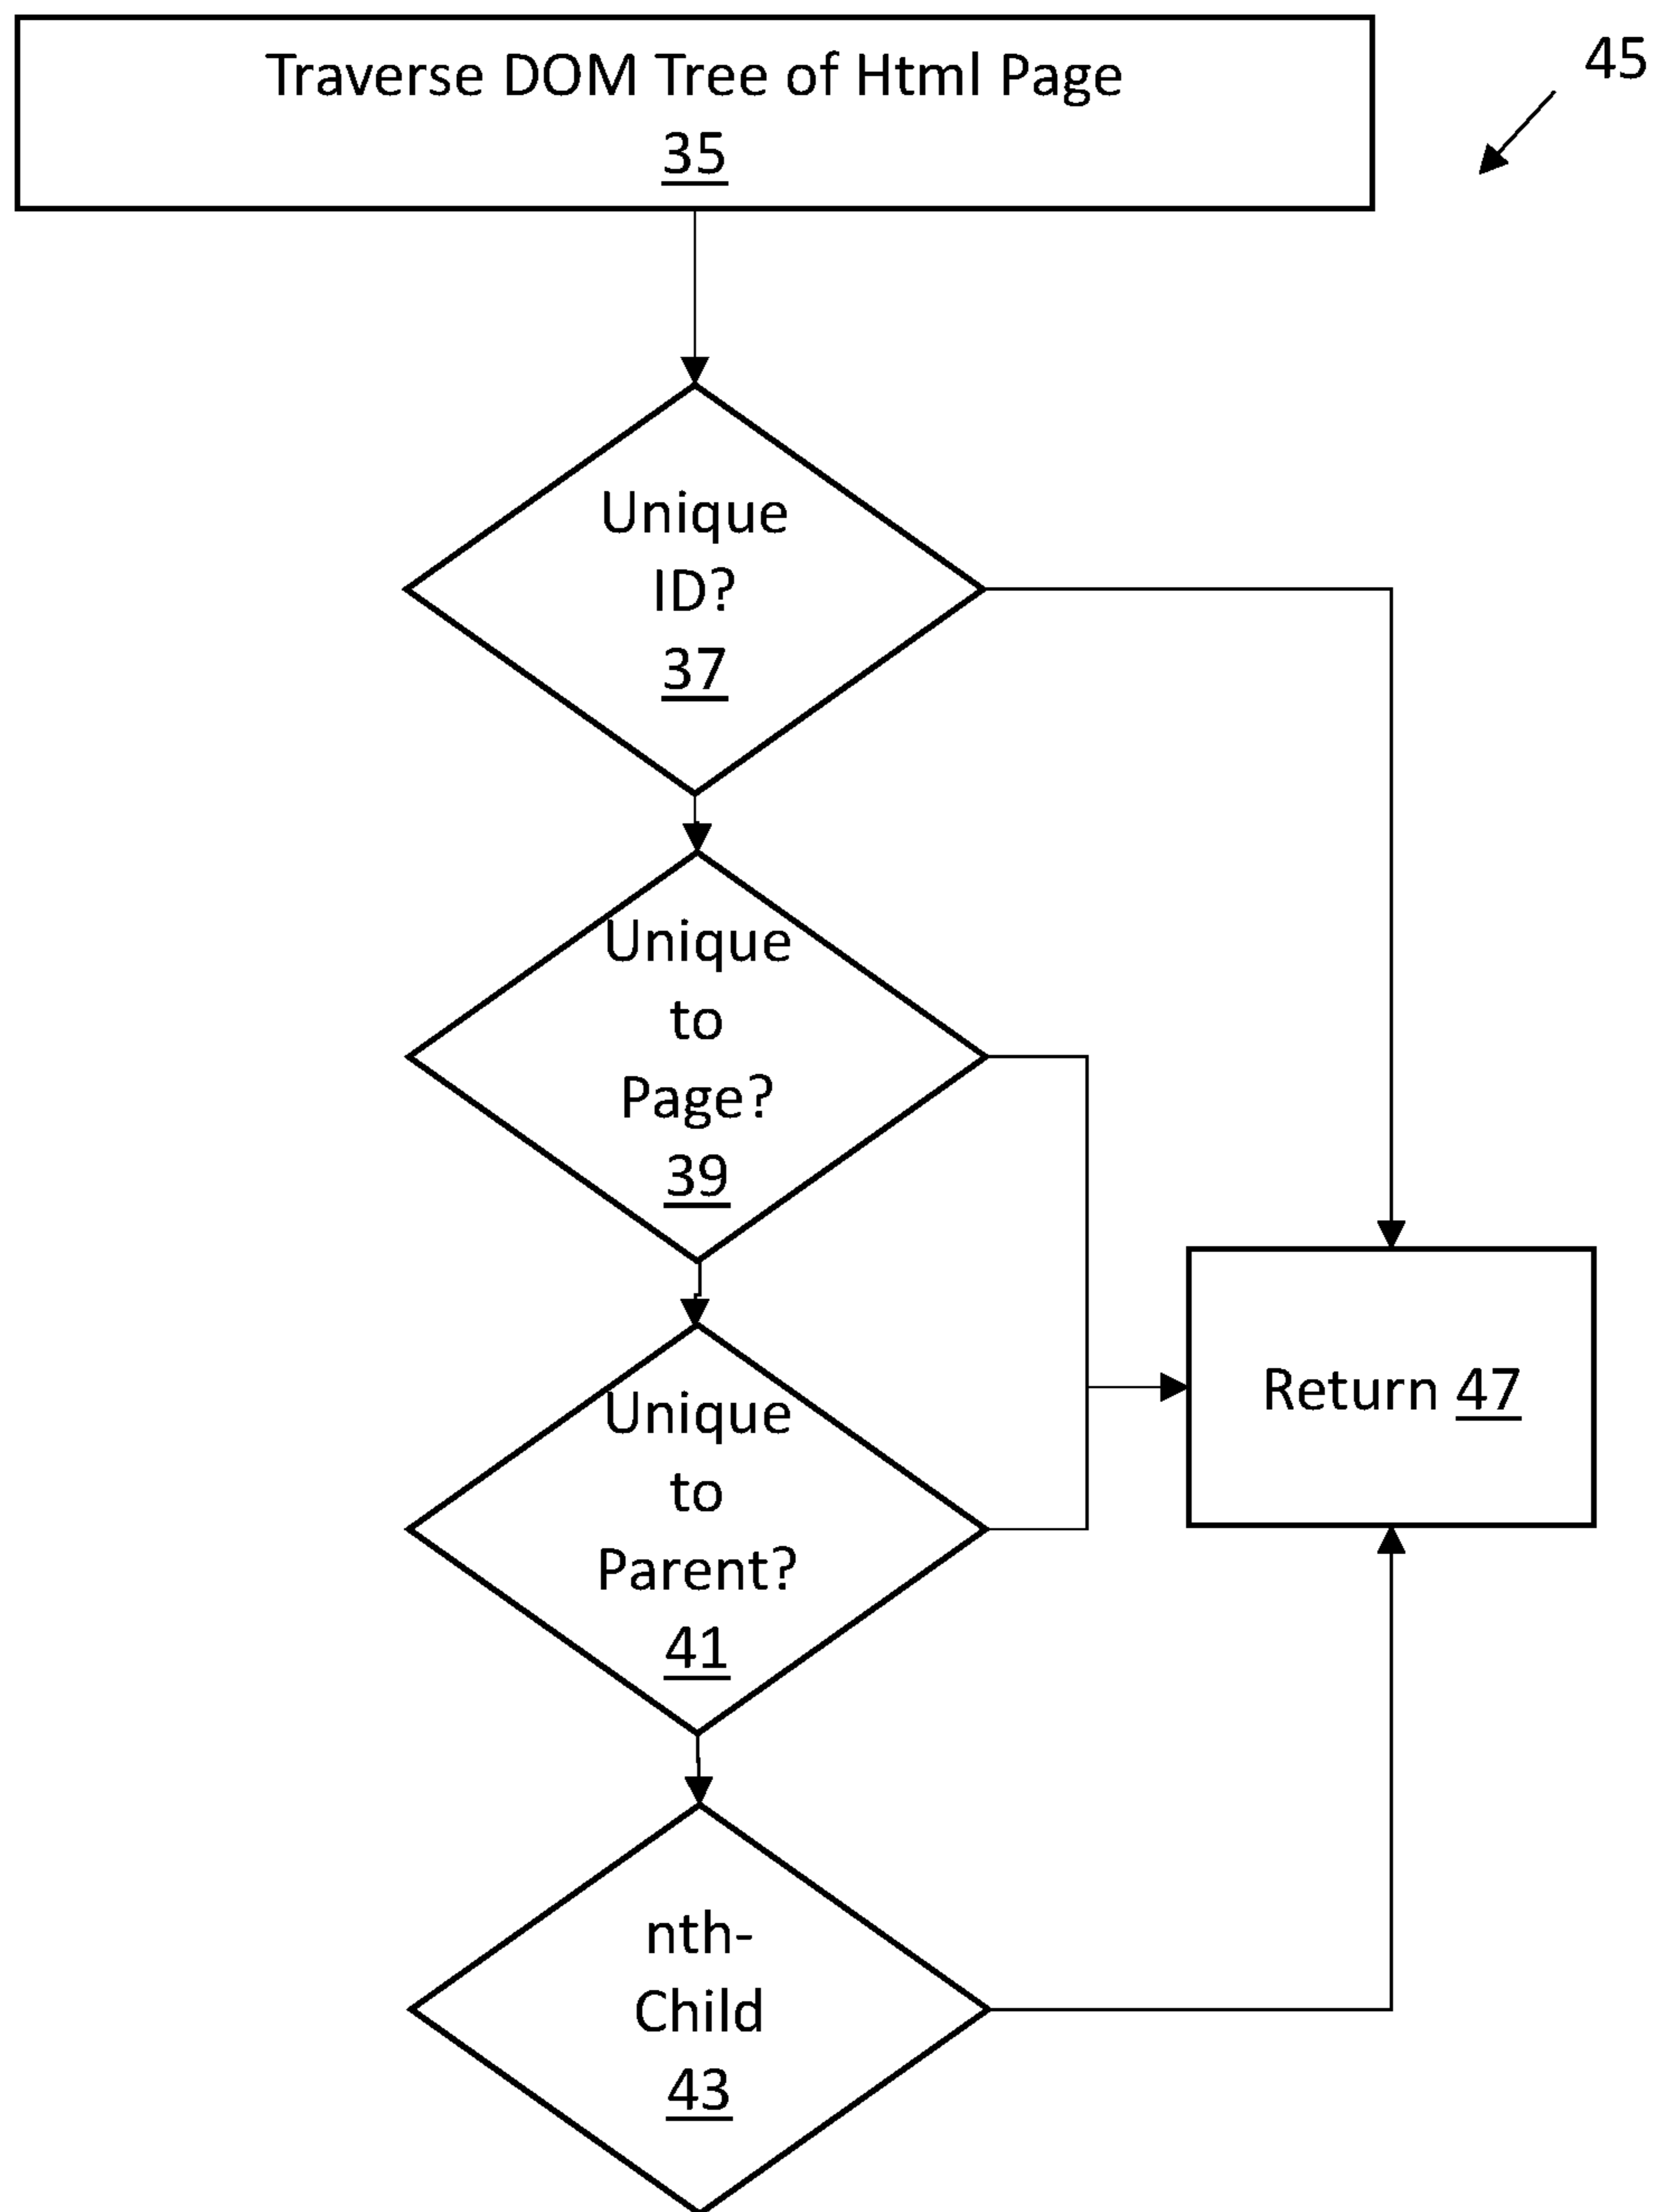 Traverse DOM Tree of Html Page
35
45
Unique
ID?
37
Unique
to
Page?
39
Unique
to
Parent?
41
Return 47
nth-
Child
43